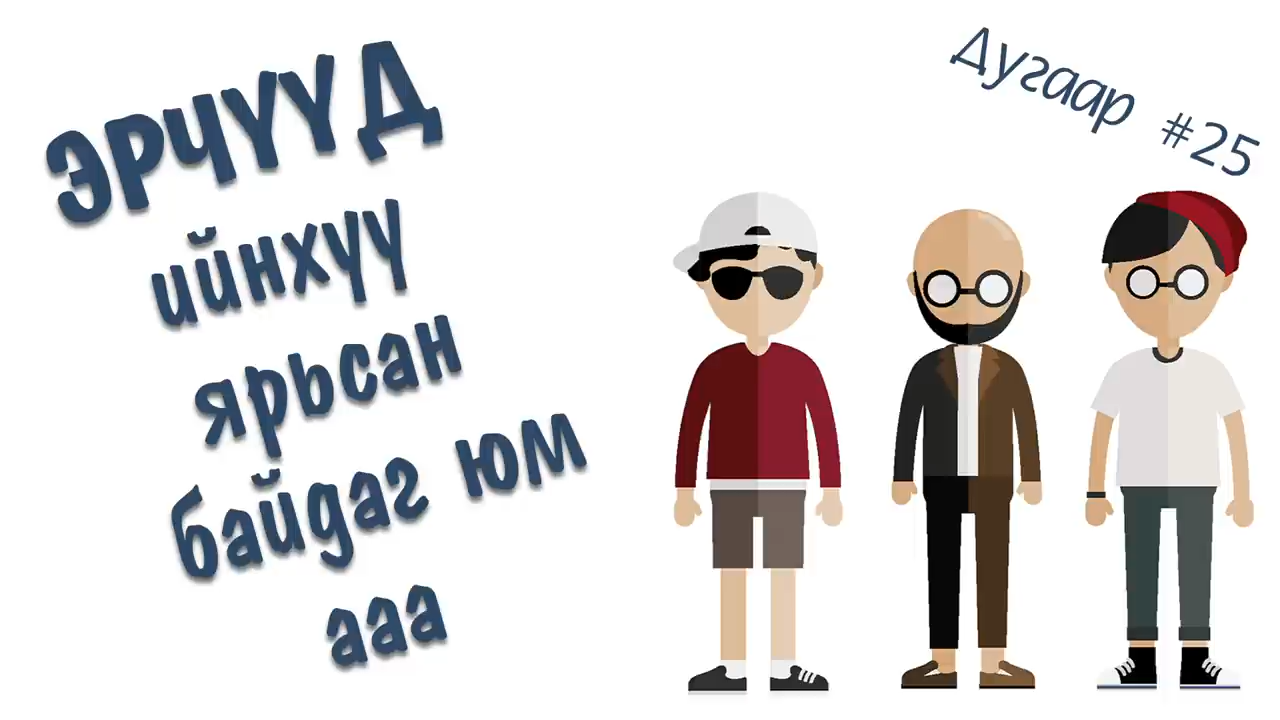 ЭРЧҮҮД
ийнхүү
ярьсан
байдаг юм
ааа
Дугаар #25